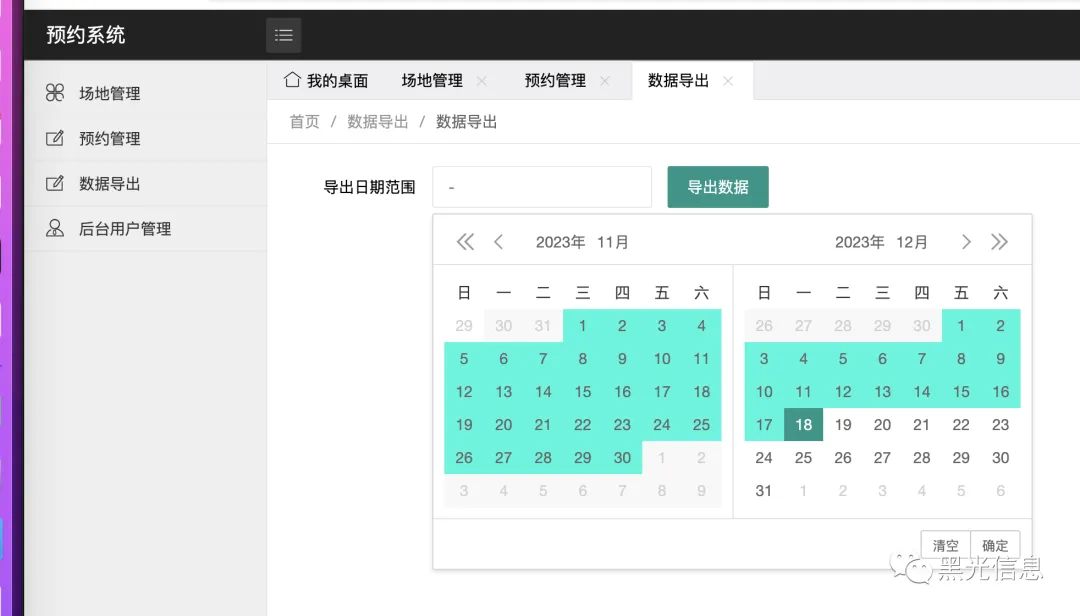 预约系统
我的桌面 场地管理 预约管理 数据导出
场地管理
预约管理
数据导出
后台用户管理
首页 / 数据导出 / 数据导出
导出日期范围 - 导出数据
2023年 11月
日 一 二 三 四 五 六
29 30 31 1 2 3 4
5 6 7 8 9 10 11
12 13 14 15 16 17 18
19 20 21 22 23 24 25
26 27 28 29 30 1 2
3 4 5 6 7 8 9
2023年 12月
日 一 二 三 四 五 六
26 27 28 29 30 1 2
3 4 5 6 7 8 9
10 11 12 13 14 15 16
17 18 19 20 21 22 23
24 25 26 27 28 29 30
31 1 2 3 4 5 6
清空 确定
黑光信息